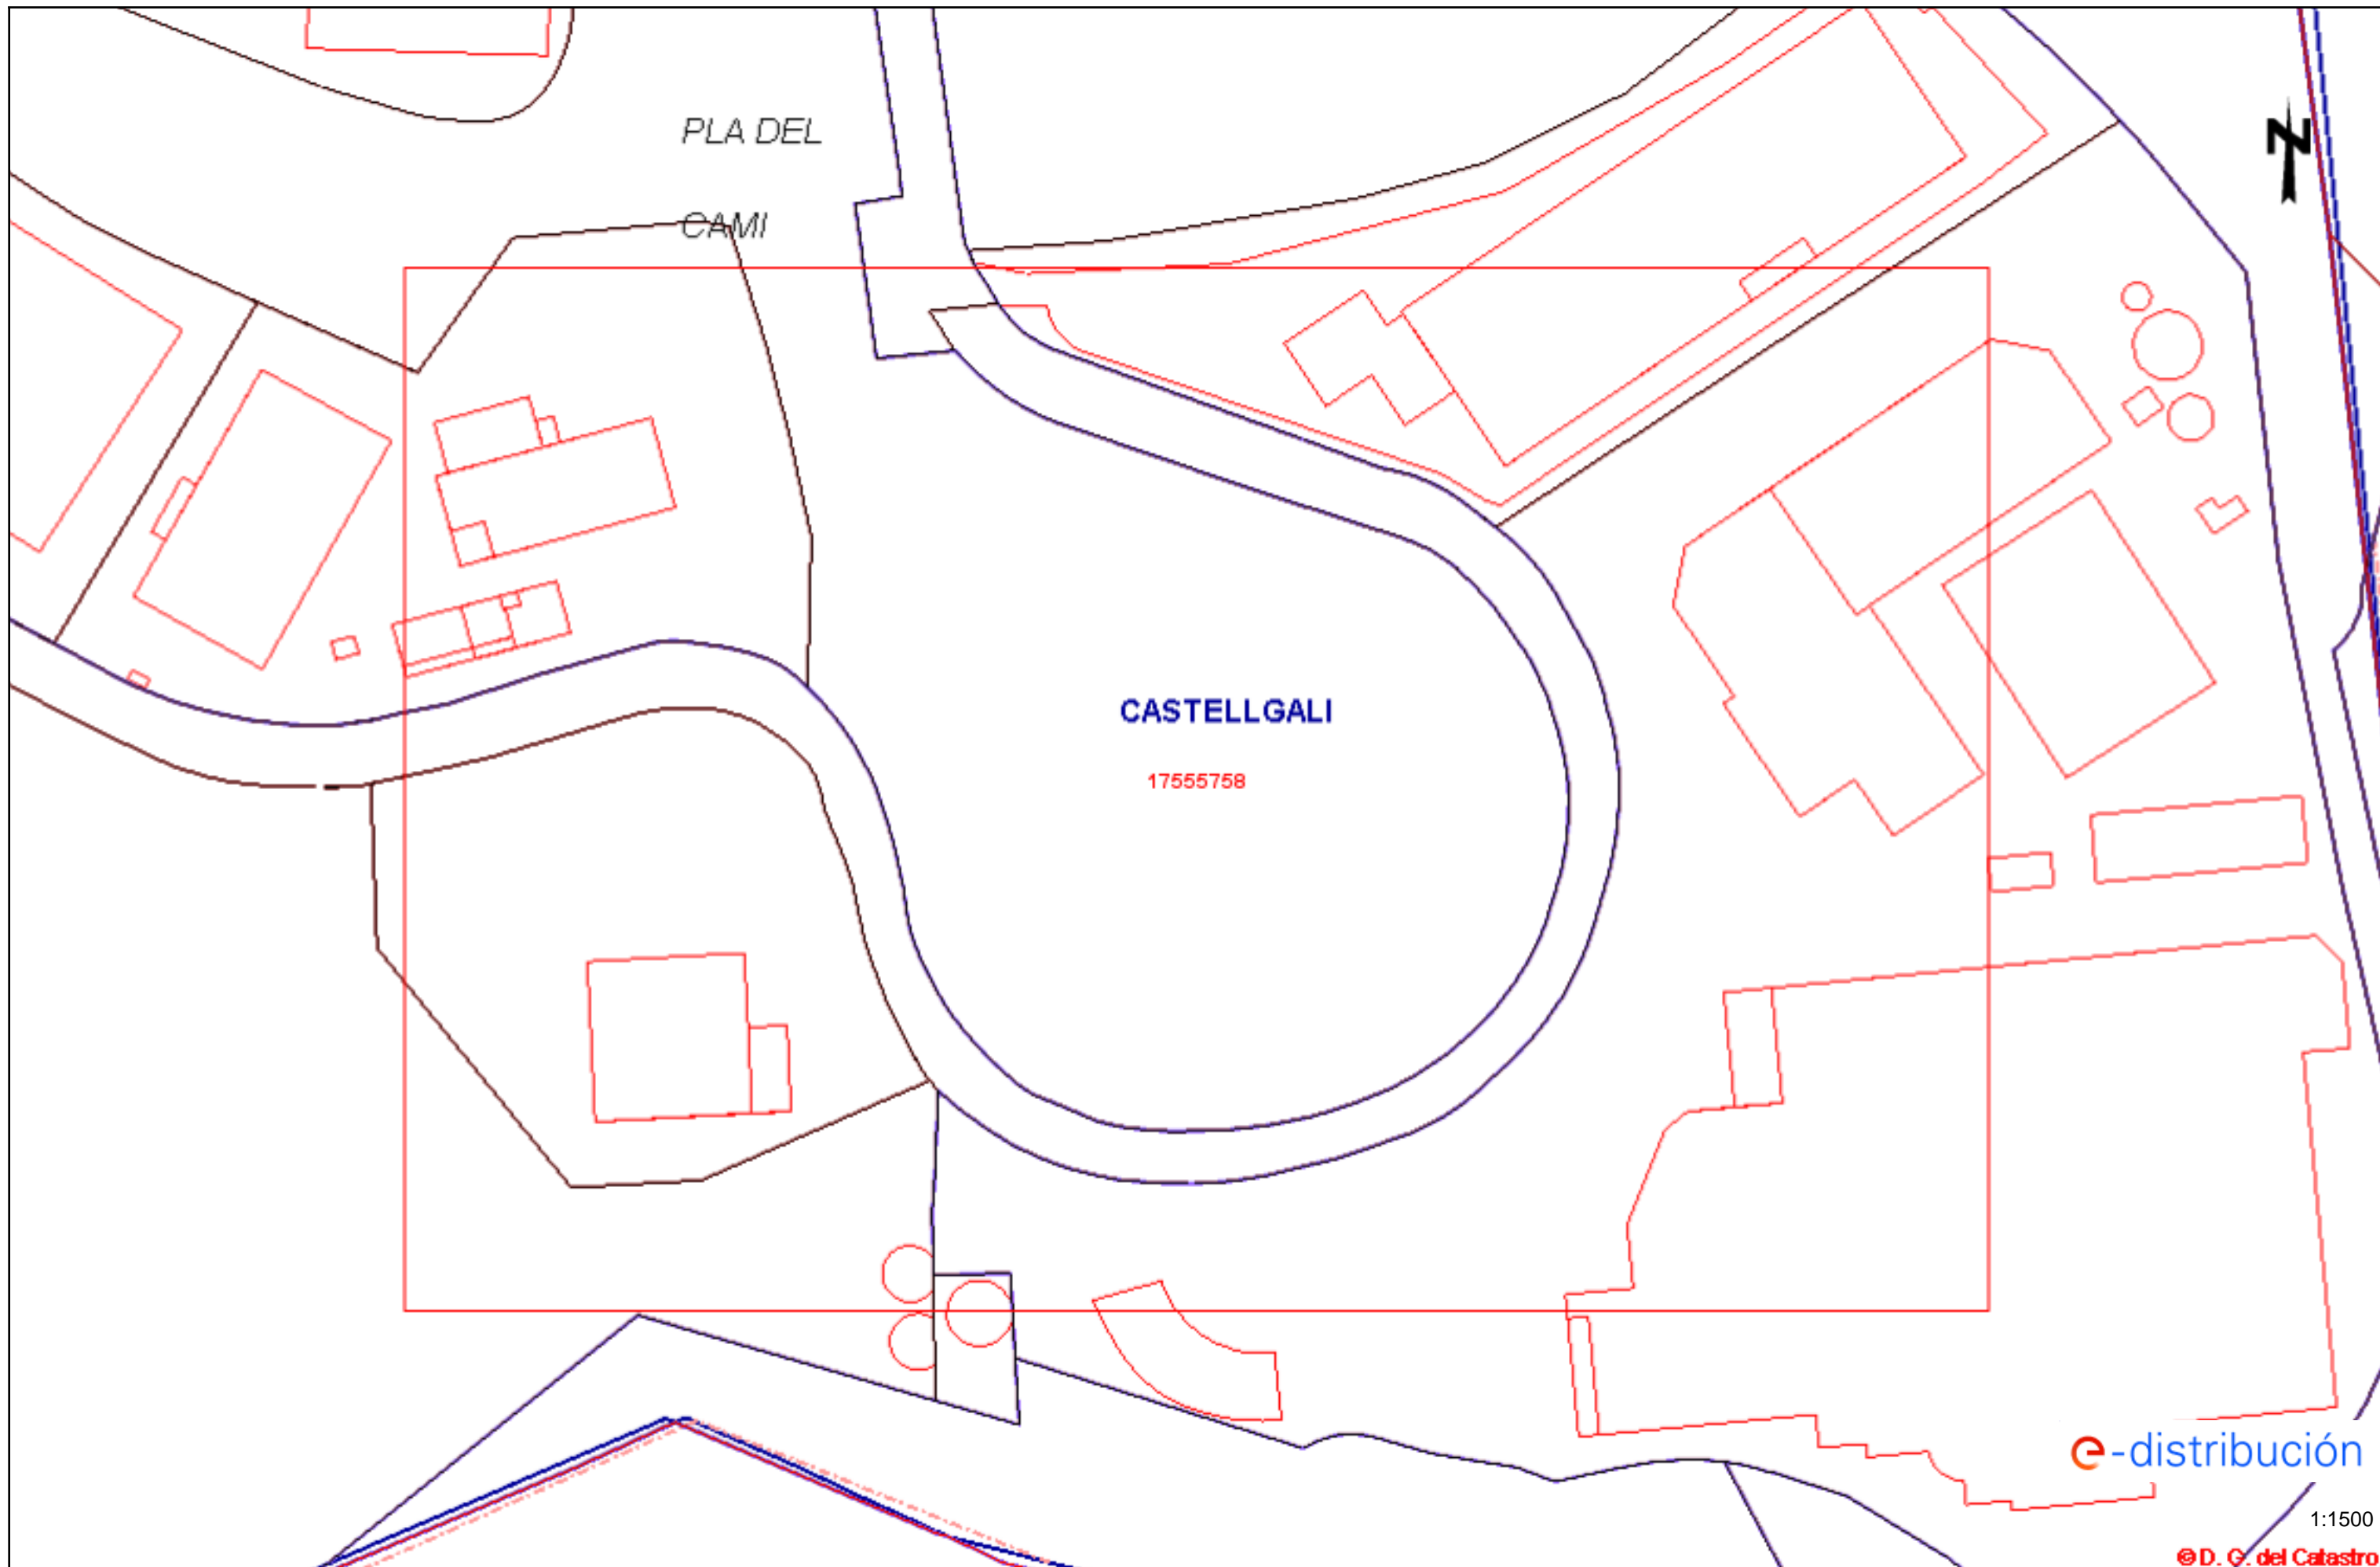 PLA DEL
CAMI
N
CASTELLGALI
17555758
e-distribución
1:1500
© D. G. del Catastro